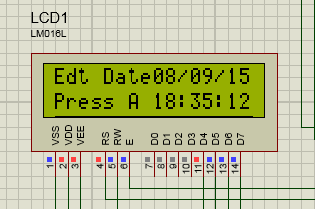 LCD1
LM016L
Edt Date08/09/15
Press A 18:35:12
VSS VDD VEE RS RW E D0 D1 D2 D3 D4 D5 D6 D7
1 2 3 4 5 6 7 8 9 10 11 12 13 14